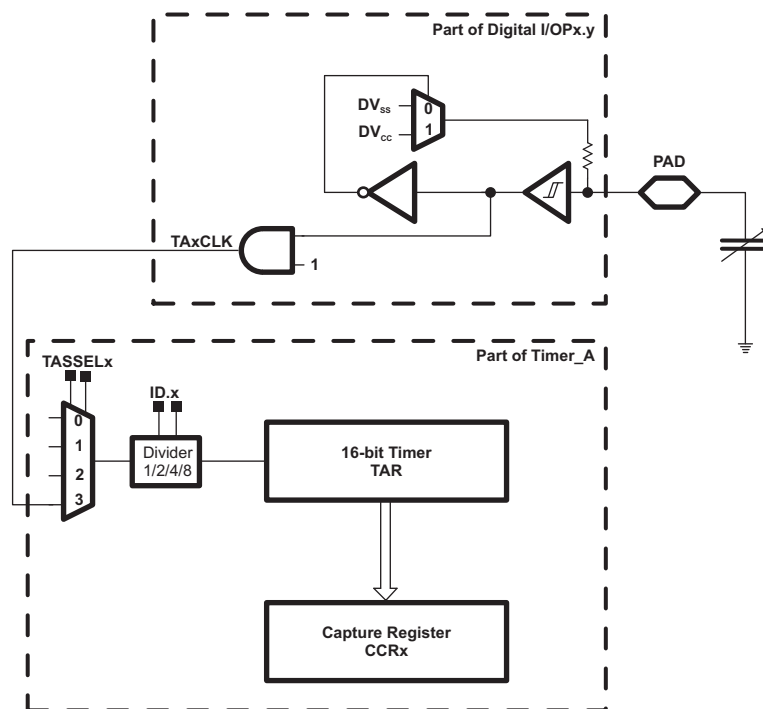 Part of Digital I/OPx.y
DVSS
0
DVCC
1
PAD
TAxCLK
1
Part of Timer_A
TASSELx
ID.x
0
1
2
3
Divider
1/2/4/8
16-bit Timer
TAR
Capture Register
CCRx